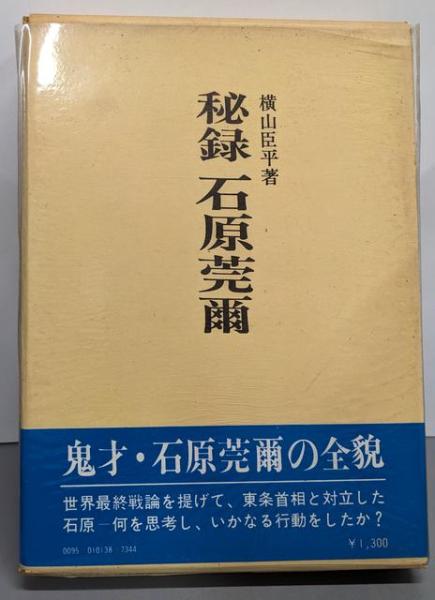 横山臣平著
秘録 石原莞爾
鬼才・石原莞爾の全貌
世界最終戦論を提げて、東条首相と対立した
石原―何を思考し、いかなる行動をしたか?
0095 010138 7344
¥1,300